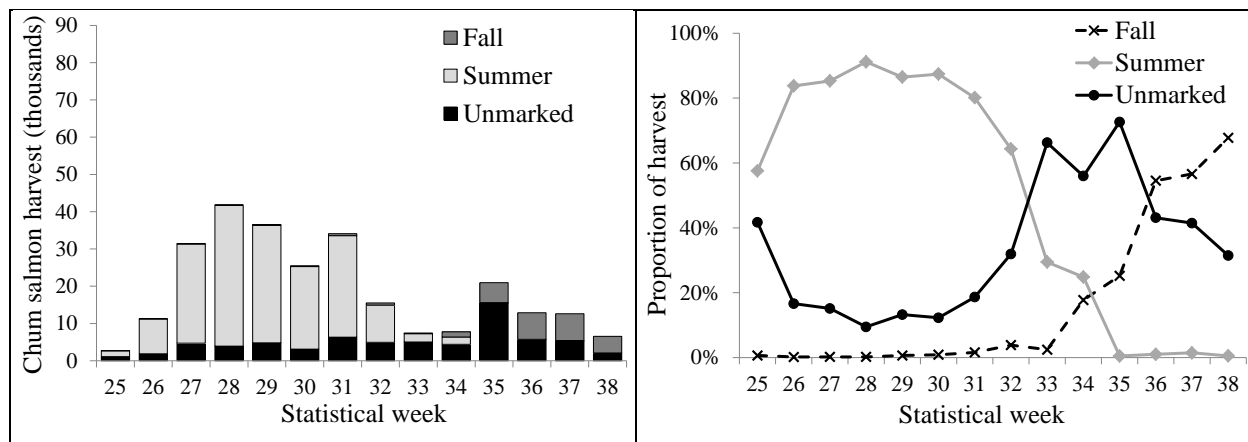 Chum salmon harvest (thousands)
90
80
70
60
50
40
30
20
10
0
Fall
Summer
Unmarked
25 26 27 28 29 30 31 32 33 34 35 36 37 38
Statistical week
Proportion of harvest
100%
80%
60%
40%
20%
0%
Fall
Summer
Unmarked
25 26 27 28 29 30 31 32 33 34 35 36 37 38
Statistical week